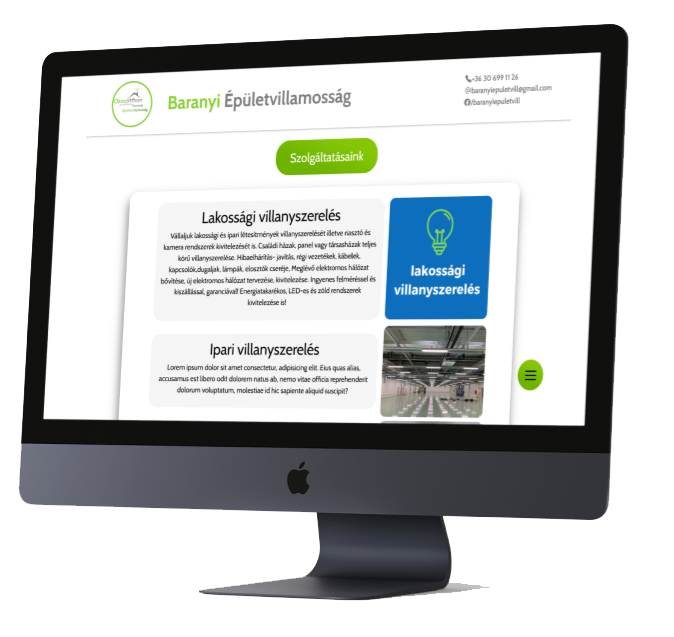 Baranyi Épületvillamosság
+36 30 699 11 26
@baranyiepuletvill@gmail.com
/baranyiepuletvill
Szolgáltatásaink
Lakossági villanyszerelés
Vállaljuk lakossági és ipari létesítmények villanyszerelését illetve riasztó és
kamera rendszerek kivitelezését is. Családi házak, panel vagy társasházak teljes
körű villanyszerelése. Hibaelhárítás- javítás, régi vezetékek, kábelek,
kapcsolók,dugaljak, lámpák, elosztók cseréje, Meglévő elektromos hálózat
bővítése, új elektromos hálózat tervezése, kivitelezése. Ingyenes felméréssel és
kiszállással, garanciával! Energiatakarékos, LED-es és zöld rendszerek
kivitelezése is!
lakossági
villanyszerelés
Ipari villanyszerelés
Lorem ipsum dolor sit amet consectetur, adipisicing elit. Eius quas alias,
accusamus est libero odit dolorem natus ab, nemo vitae officia reprehenderit
dolorum voluptatum, molestiae id hic sapiente aliquid suscipit?